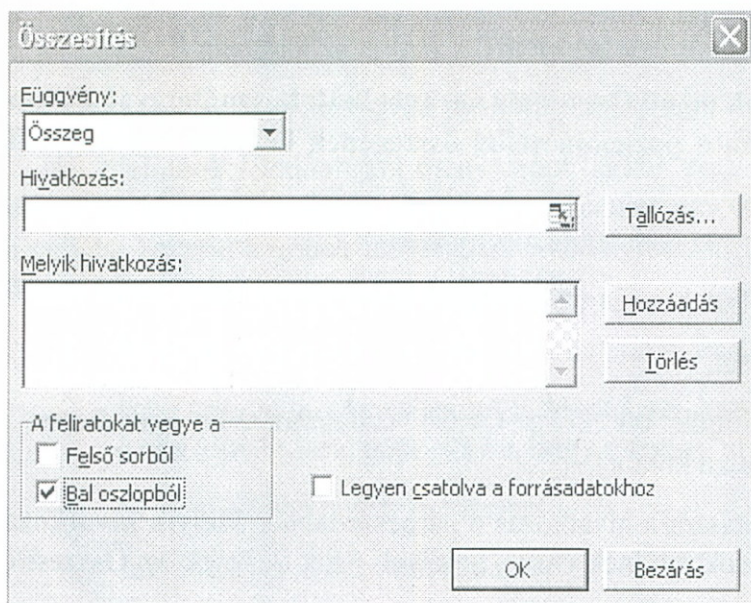 Összesítés
Függvény:
Összeg
Hivatkozás:
Tallózás...
Melyik hivatkozás:
Hozzáadás
Törlés
A feliratokat vegye a
Felső sorból
Bal oszlopból
Legyen csatolva a forrásadatokhoz
OK
Bezárás